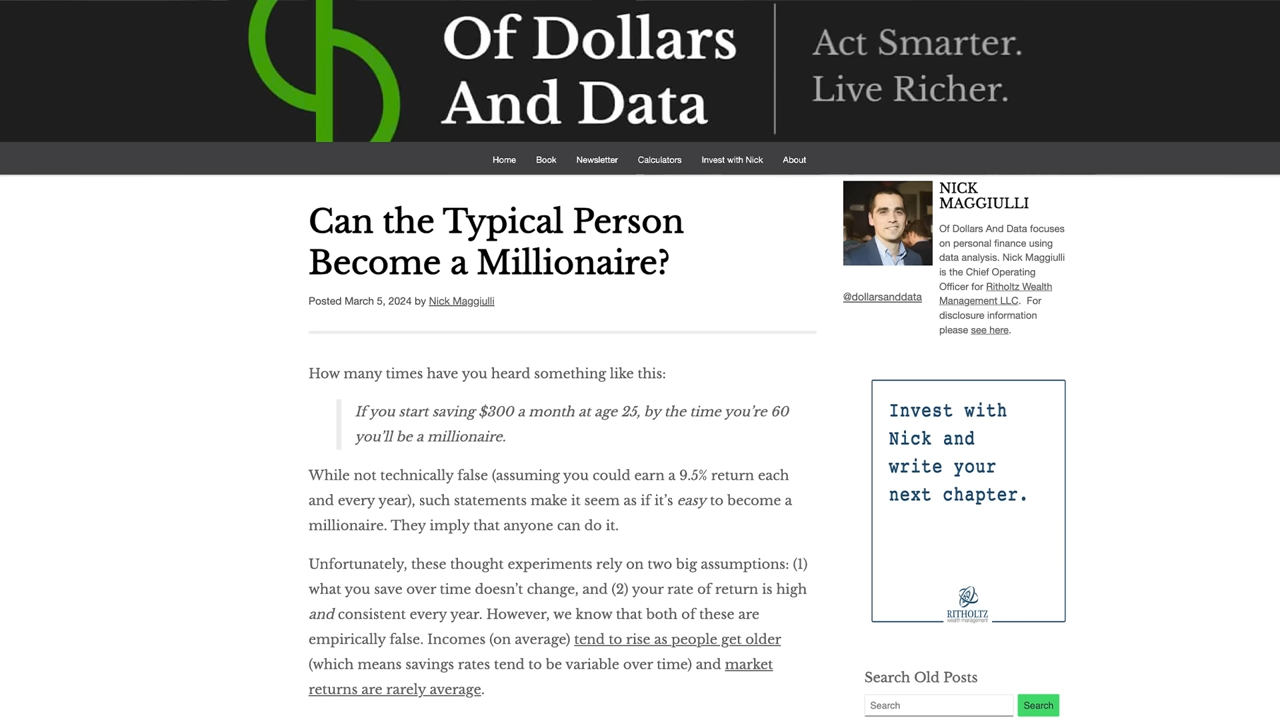 Of Dollars
And Data
Act Smarter.
Live Richer.
Home Book Newsletter Calculators Invest with Nick About
Can the Typical Person
Become a Millionaire?
Posted March 5, 2024 by Nick Maggiulli
How many times have you heard something like this:
If you start saving $300 a month at age 25, by the time you’re 60
you’ll be a millionaire.
While not technically false (assuming you could earn a 9.5% return each
and every year), such statements make it seem as if it’s easy to become a
millionaire. They imply that anyone can do it.
Unfortunately, these thought experiments rely on two big assumptions: (1)
what you save over time doesn’t change, and (2) your rate of return is high
and consistent every year. However, we know that both of these are
empirically false. Incomes (on average) tend to rise as people get older
(which means savings rates tend to be variable over time) and market
returns are rarely average.
NICK
MAGGIULLI
@dollarsanddata
Of Dollars And Data focuses
on personal finance using
data analysis. Nick Maggiulli
is the Chief Operating
Officer for Ritholtz Wealth
Management LLC. For
disclosure information
please see here.
Invest with
Nick and
write your
next chapter.
RITHOLTZ
wealth management
Search Old Posts
Search Search